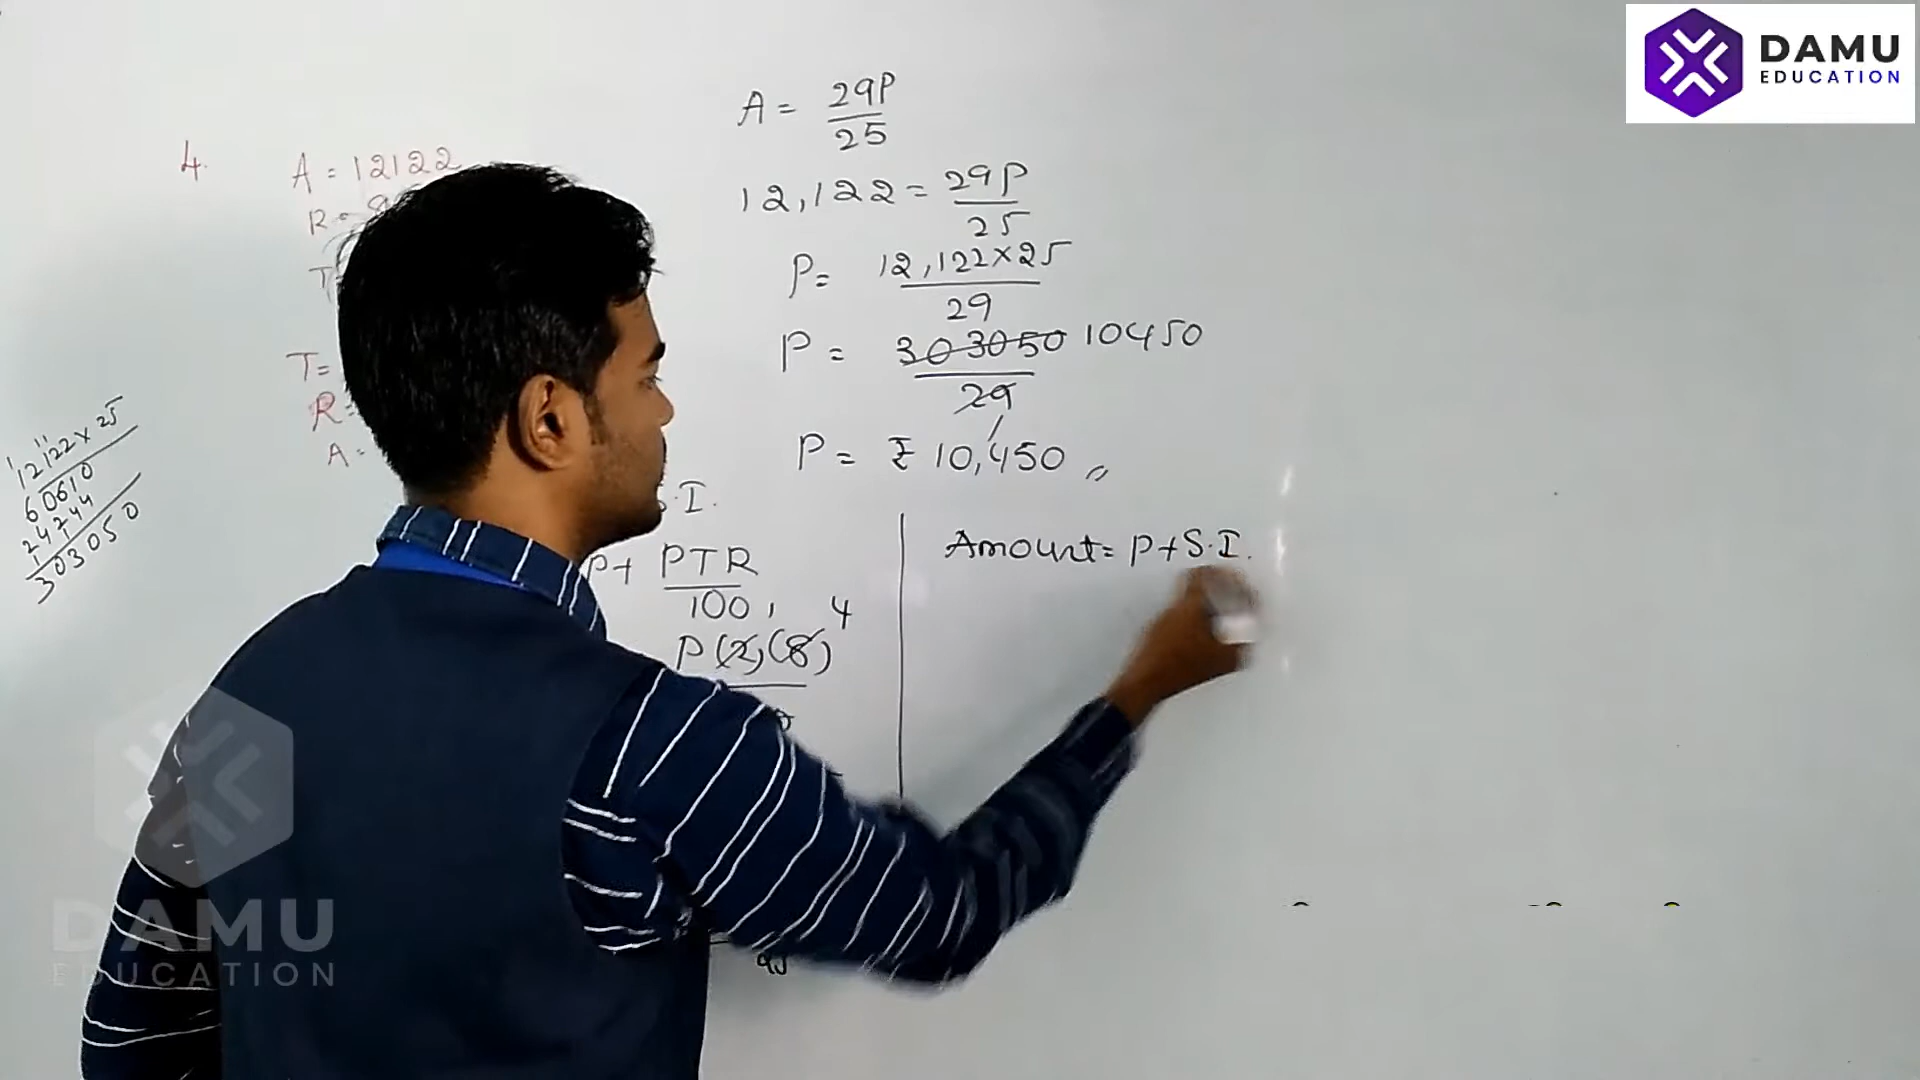 DAMU
EDUCATION
4.
A = 12122
R =
T
T=
R=
A =
S.I.
P+ PTR
100,
4
P(2)(8)
A = 29P
25
12,122 = 29P
25
P= 12,122×25
29
P = 303050 10450
29
1
P = ₹ 10,450 ,,
Amount= P+S.I.
12122×25
60610
24244
303050
DAMU
EDUCATION